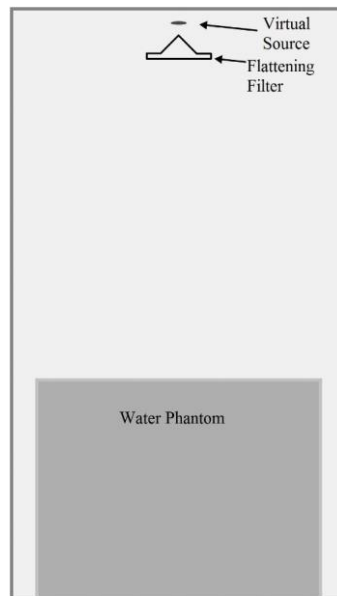 Virtual
Source
Flattening
Filter
Water Phantom